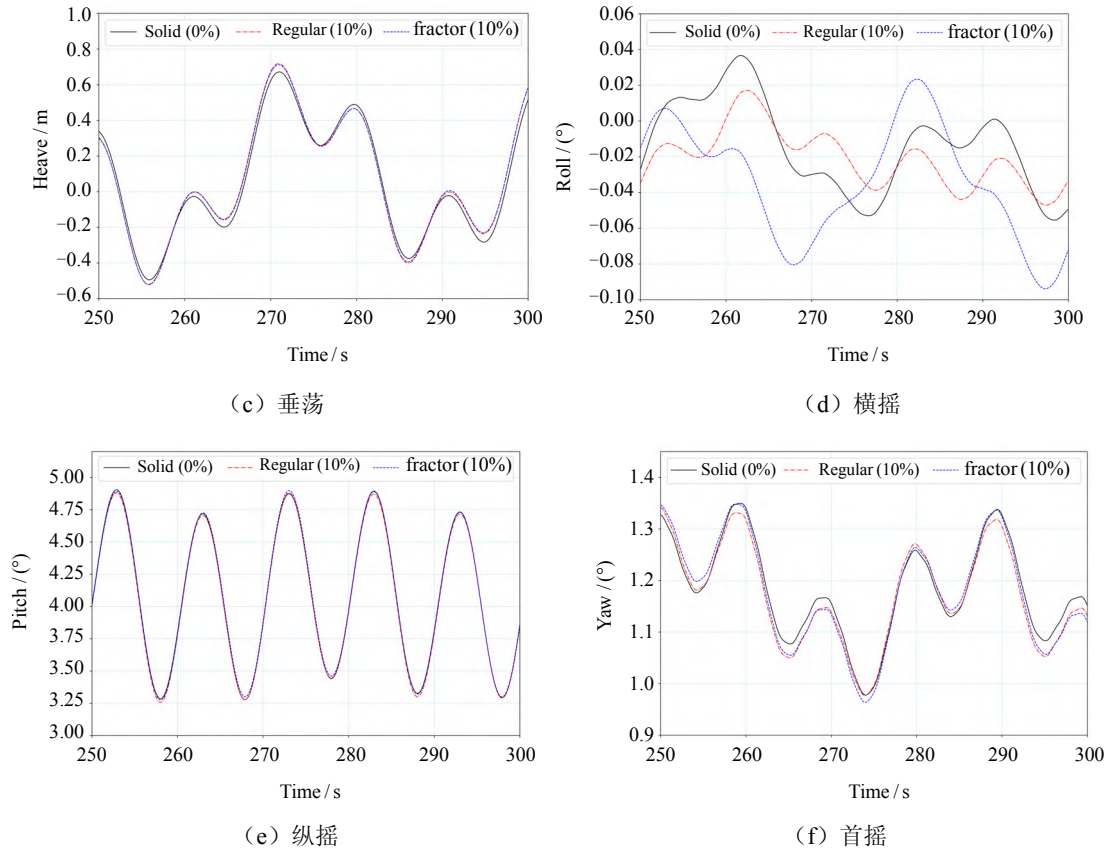 Solid (0%) Regular (10%) fractor (10%)
1.0
0.8
0.6
0.4
0.2
0.0
−0.2
−0.4
−0.6
Heave / m
250 260 270 280 290 300
Time / s
(c) 垂荡
Solid (0%) Regular (10%) fractor (10%)
0.06
0.04
0.02
0.00
−0.02
−0.04
−0.06
−0.08
−0.10
Roll / (°)
250 260 270 280 290 300
Time / s
(d) 横摇
Solid (0%) Regular (10%) fractor (10%)
5.00
4.75
4.50
4.25
4.00
3.75
3.50
3.25
3.00
Pitch / (°)
250 260 270 280 290 300
Time / s
(e) 纵摇
Solid (0%) Regular (10%) fractor (10%)
1.4
1.3
1.2
1.1
1.0
0.9
Yaw / (°)
250 260 270 280 290 300
Time / s
(f) 首摇